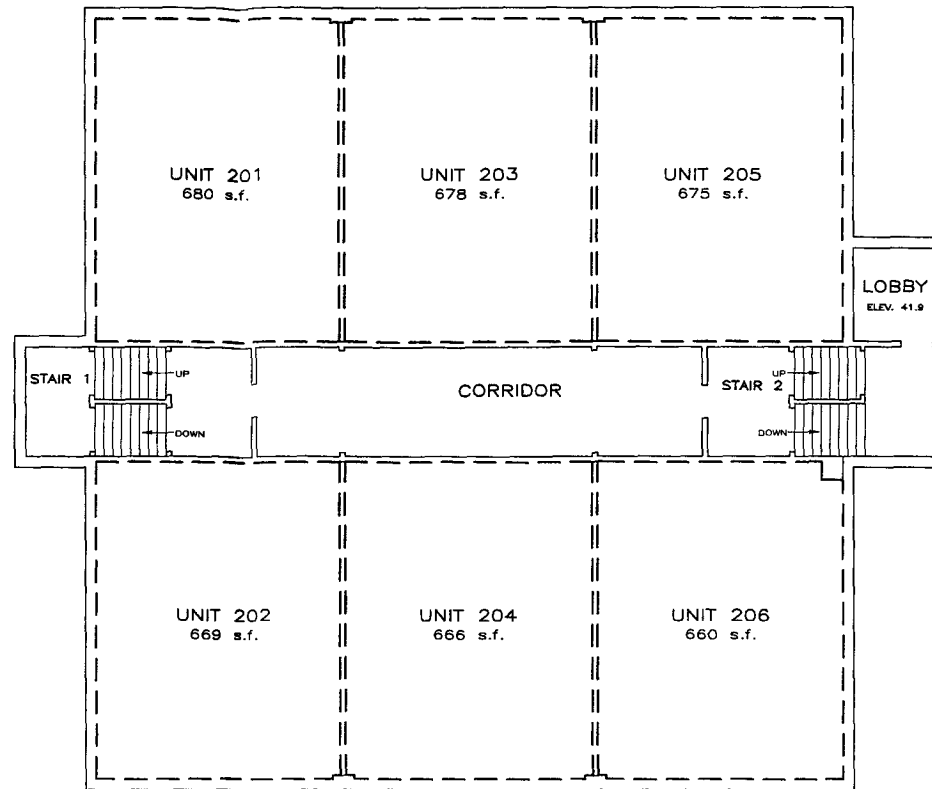 UNIT 201
680 s.f.
UNIT 203
678 s.f.
UNIT 205
675 s.f.
LOBBY
ELEV. 41.9
STAIR 1
UP
DOWN
CORRIDOR
STAIR 2
UP
DOWN
UNIT 202
669 s.f.
UNIT 204
666 s.f.
UNIT 206
660 s.f.